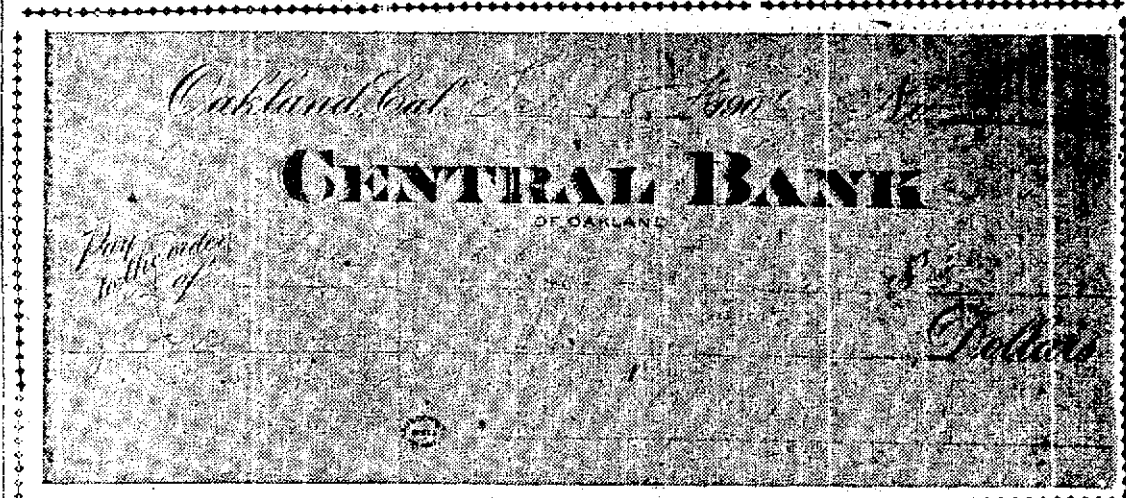 Oakland, Cal. 190 No.
CENTRAL BANK
OF OAKLAND
Pay to the order of $
Dollars